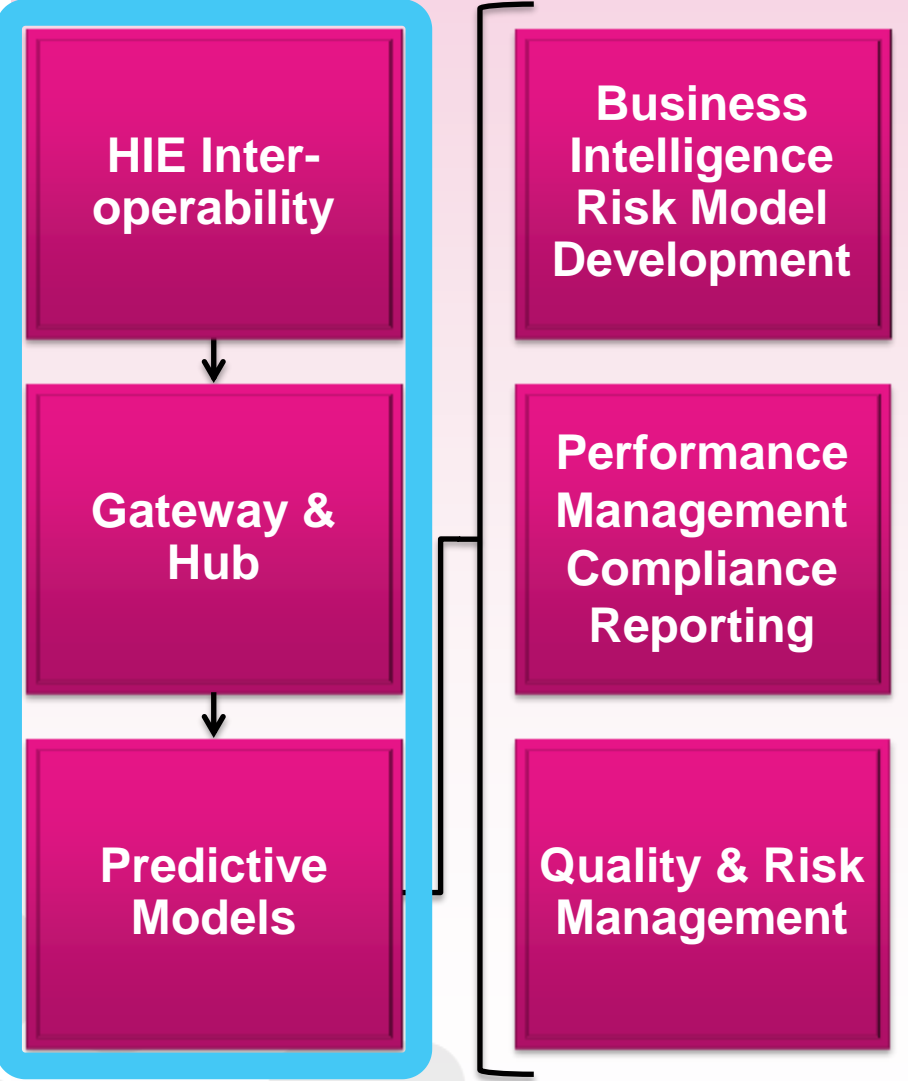 HIE Inter-
operability
Gateway &
Hub
Predictive
Models
Business
Intelligence
Risk Model
Development
Performance
Management
Compliance
Reporting
Quality & Risk
Management